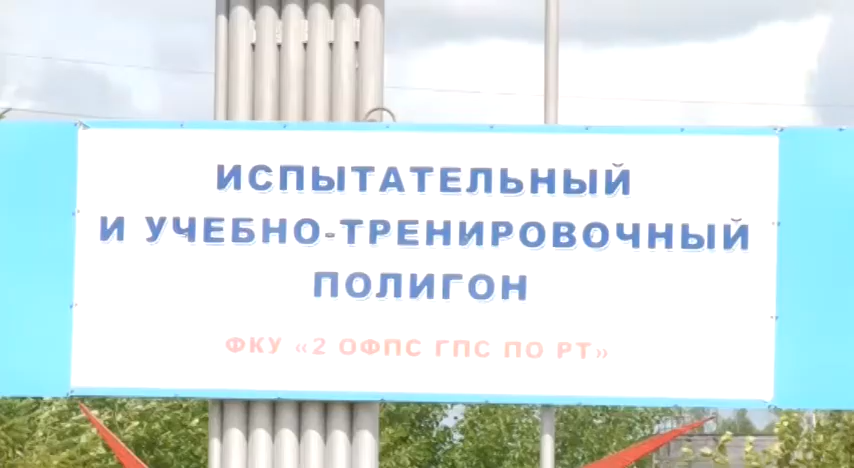 ИСПЫТАТЕЛЬНЫЙ
И УЧЕБНО-ТРЕНИРОВОЧНЫЙ
ПОЛИГОН
ФКУ «2 ОФПС ГПС ПО РТ»